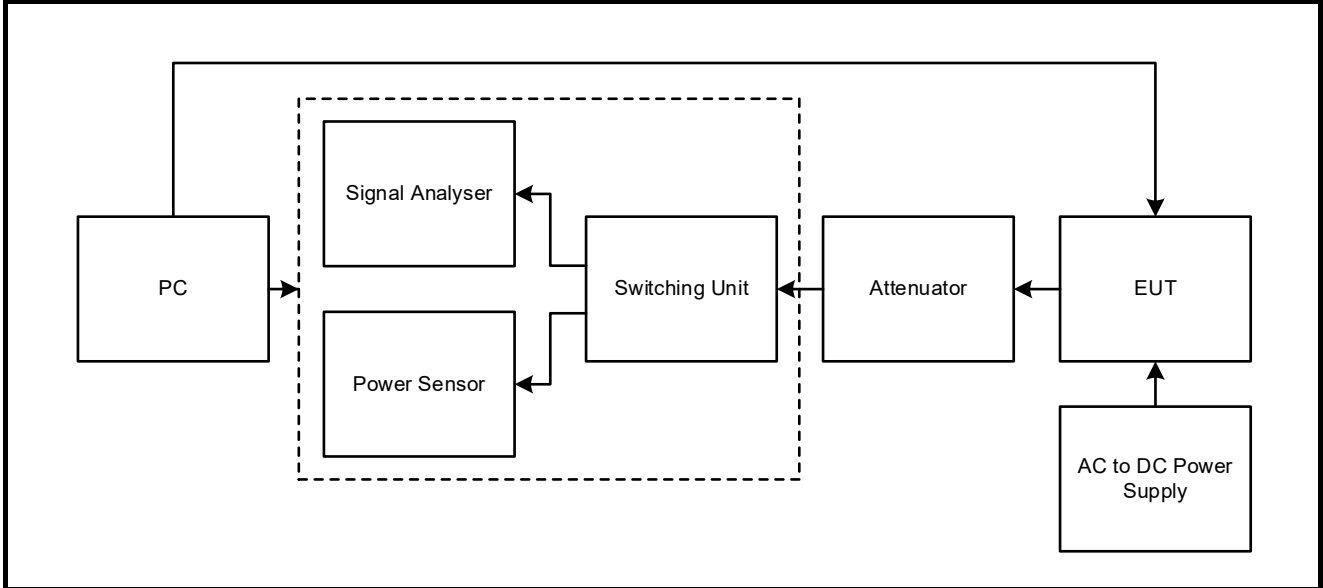 Signal Analyser
PC
Switching Unit
Attenuator
EUT
Power Sensor
AC to DC Power
Supply